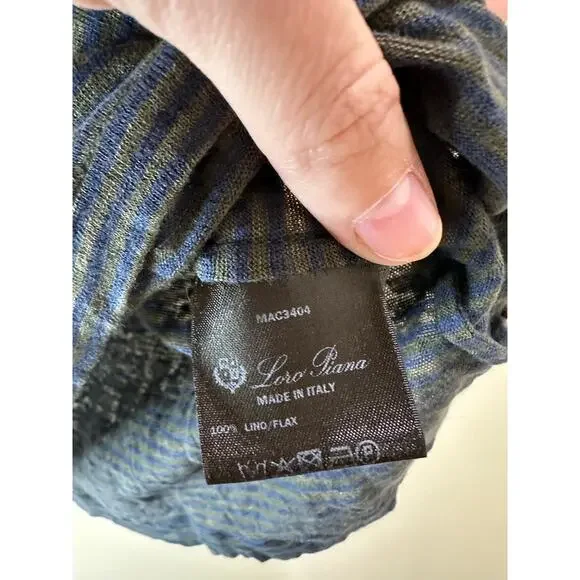 MAC3404
Loro Piana
MADE IN ITALY
100% LINO/FLAX